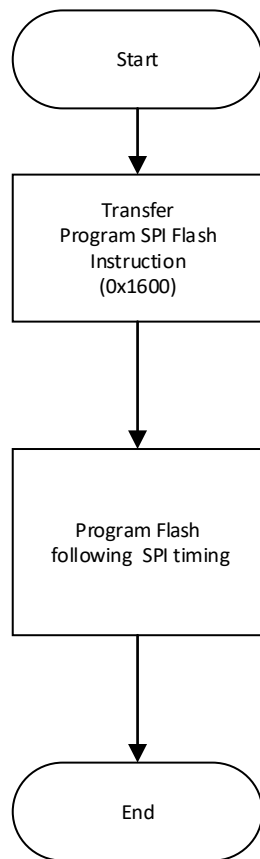 Start
Transfer
Program SPI Flash
Instruction
(0x1600)
Program Flash
following  SPI timing
End